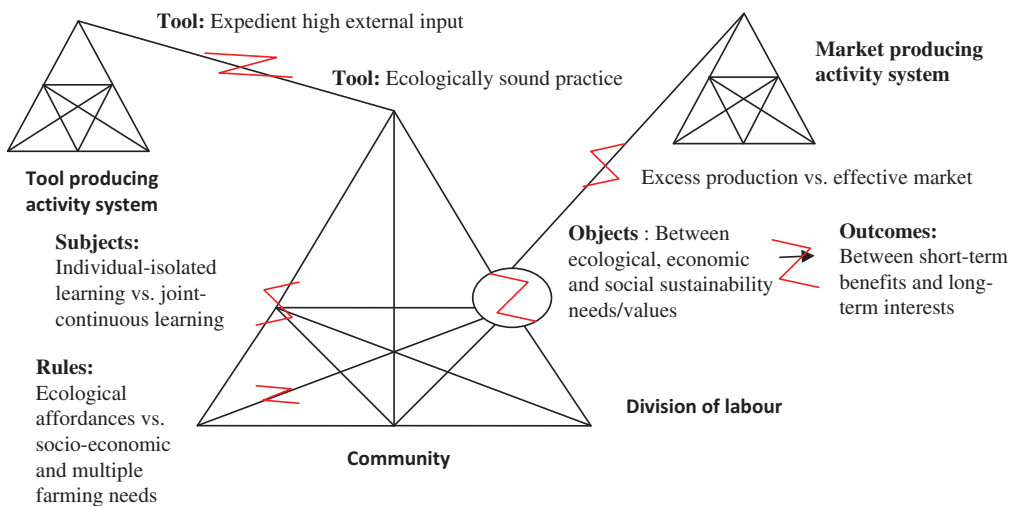 Tool: Expedient high external input
Tool: Ecologically sound practice
Market producing
activity system
Tool producing
activity system
Excess production vs. effective market
Subjects:
Individual-isolated
learning vs. joint-
continuous learning
Objects : Between
ecological, economic
and social sustainability
needs/values
Outcomes:
Between short-term
benefits and long-
term interests
Rules:
Ecological
affordances vs.
socio-economic
and multiple
farming needs
Division of labour
Community